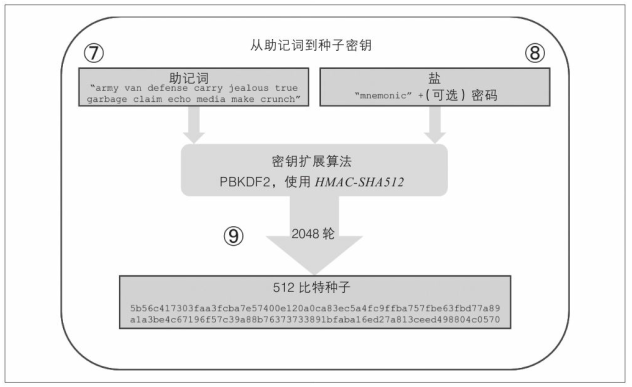 从助记词到种子密钥
⑦
⑧
助记词
“army van defense carry jealous true
garbage claim echo media make crunch”
盐
“mnemonic” +(可选) 密码
密钥扩展算法
PBKDF2，使用 HMAC-SHA512
⑨
2048 轮
512 比特种子
5b56c417303faa3fcba7e57400e120a0ca83ec5a4fc9ffba757fbe63fbd77a89
a1a3be4c67196f57c39a88b76373733891bfaba16ed27a813ceed498804c0570